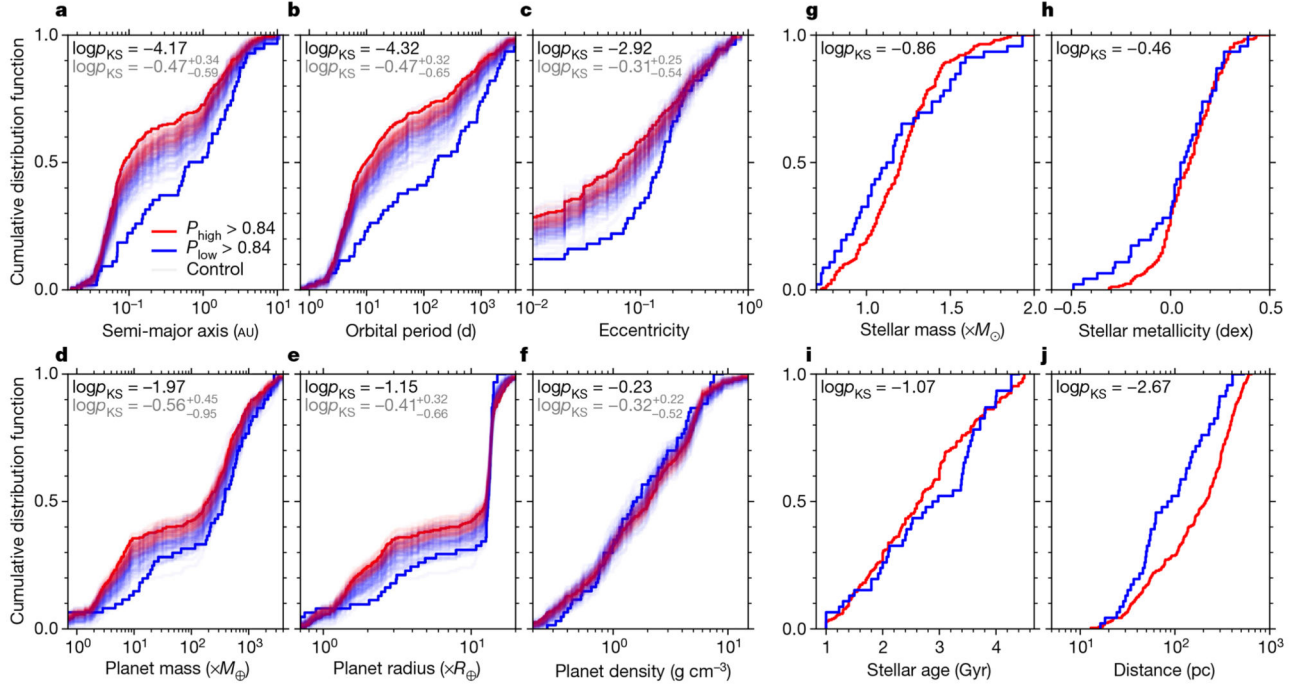 a b c g h
Cumulative distribution function
1.0 0.5 0.0
logp_KS = −4.17
logp_KS = −0.47^{+0.34}_{−0.59}
P_high > 0.84
P_low > 0.84
Control
10^{−1} 10^0 10^1
Semi-major axis (AU)
logp_KS = −4.32
logp_KS = −0.47^{+0.32}_{−0.65}
10^0 10^1 10^2 10^3
Orbital period (d)
logp_KS = −2.92
logp_KS = −0.31^{+0.25}_{−0.54}
10^{−2} 10^{−1} 10^0
Eccentricity
1.0 0.5 0.0
logp_KS = −0.86
1.0 1.5 2.0
Stellar mass (×M_⊙)
logp_KS = −0.46
−0.5 0.0 0.5
Stellar metallicity (dex)
d e f i j
Cumulative distribution function
1.0 0.5 0.0
logp_KS = −1.97
logp_KS = −0.56^{+0.45}_{−0.95}
10^0 10^1 10^2 10^3
Planet mass (×M_⊕)
logp_KS = −1.15
logp_KS = −0.41^{+0.32}_{−0.66}
10^0 10^1
Planet radius (×R_⊕)
logp_KS = −0.23
logp_KS = −0.32^{+0.22}_{−0.52}
10^0 10^1
Planet density (g cm^{−3})
1.0 0.5 0.0
logp_KS = −1.07
1 2 3 4
Stellar age (Gyr)
logp_KS = −2.67
10^1 10^2 10^3
Distance (pc)